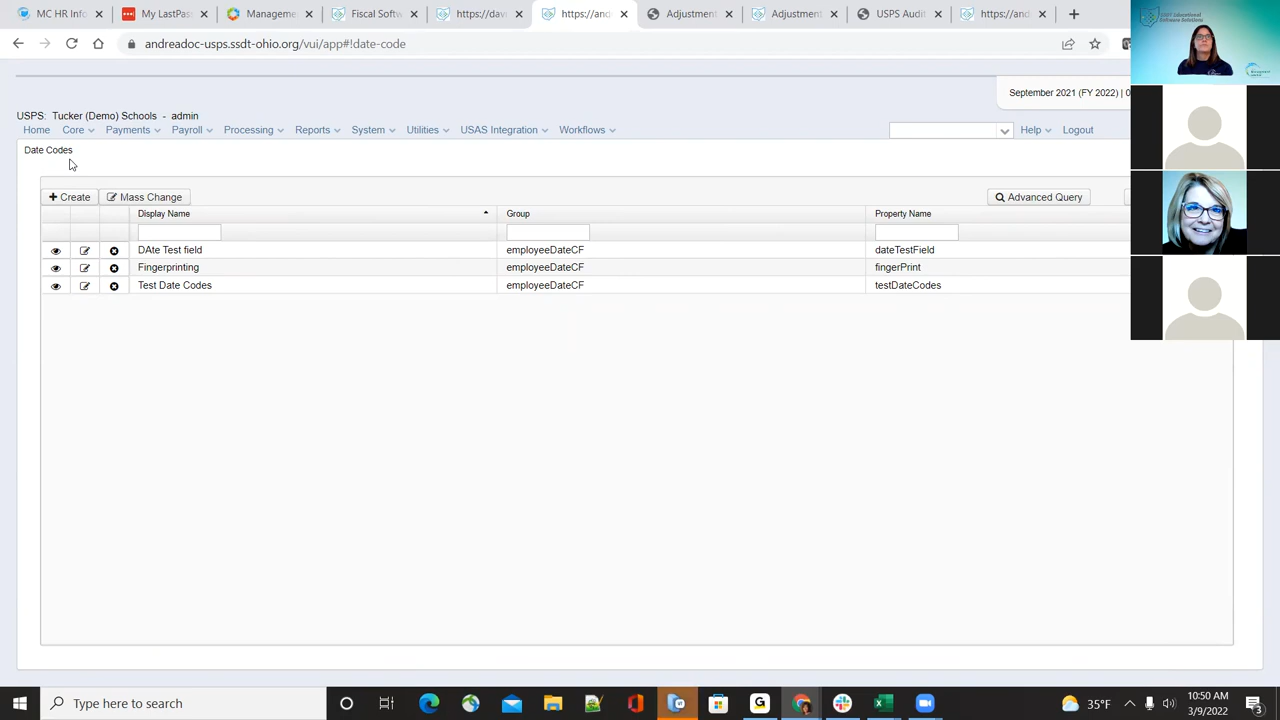 MC HR Info
My LastPa
Manageme
Fiscal Softw
https://and
https://andr
Adjustment
Adjustment
USPS
https://and
andreadoc-usps.ssdt-ohio.org/vui/app#!date-code
September 2021 (FY 2022) | 0
USPS: Tucker (Demo) Schools - admin
Home Core Payments Payroll Processing Reports System Utilities USAS Integration Workflows Help Logout
Date Codes
Create Mass Change Advanced Query
Display Name Group Property Name
DAte Test field employeeDateCF dateTestField
Fingerprinting employeeDateCF fingerPrint
Test Date Codes employeeDateCF testDateCodes
Type here to search
35°F
10:50 AM
3/9/2022
3